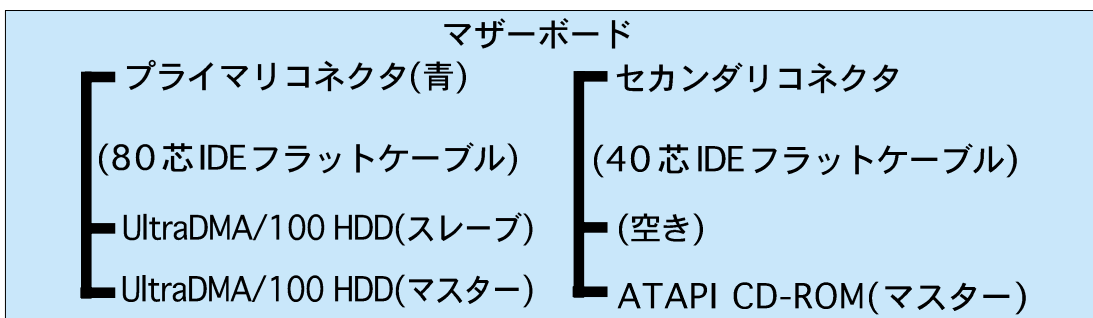 マザーボード
プライマリコネクタ(青)
(80芯IDEフラットケーブル)
UltraDMA/100 HDD(スレーブ)
UltraDMA/100 HDD(マスター)
セカンダリコネクタ
(40芯IDEフラットケーブル)
(空き)
ATAPI CD-ROM(マスター)